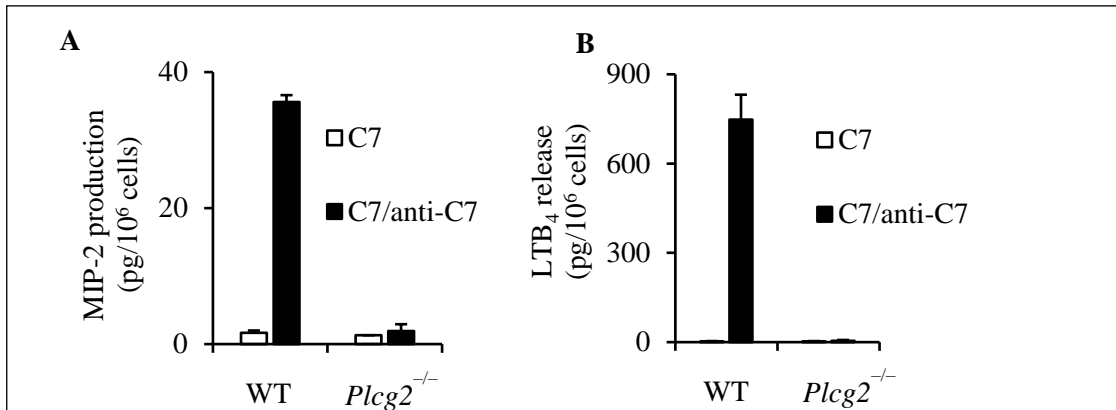 A
MIP-2 production
(pg/10⁶ cells)
40
20
0
C7
C7/anti-C7
WT
Plcg2⁻/⁻
B
LTB₄ release
(pg/10⁶ cells)
900
600
300
0
C7
C7/anti-C7
WT
Plcg2⁻/⁻